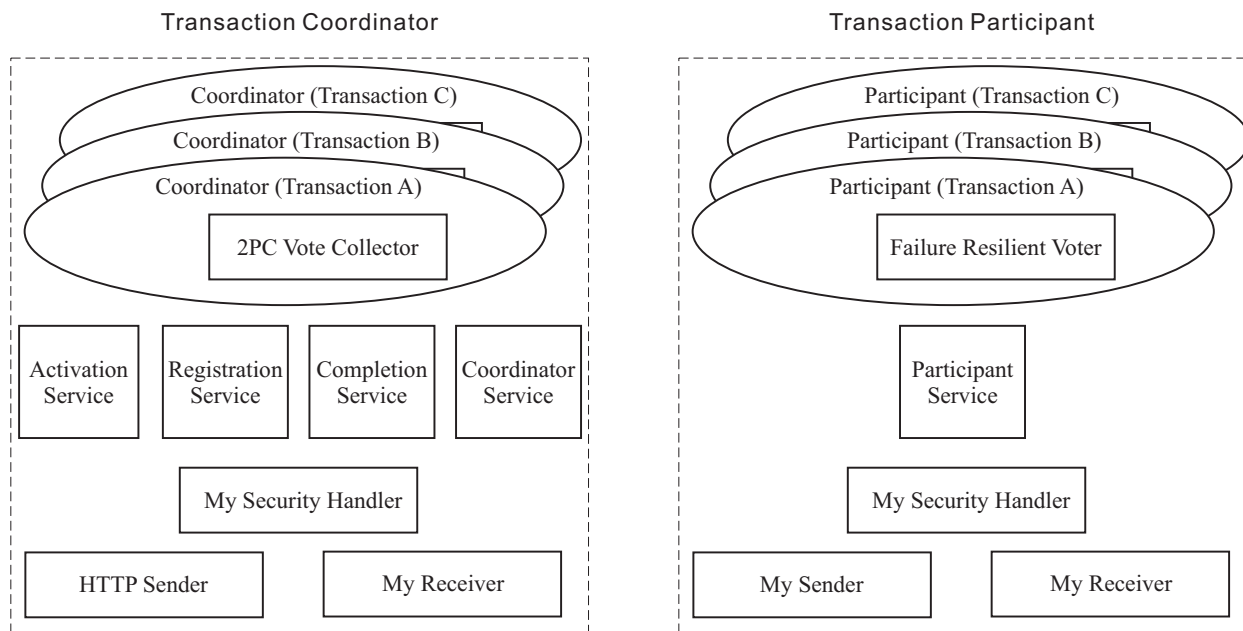 Transaction Coordinator
Coordinator (Transaction C)
Coordinator (Transaction B)
Coordinator (Transaction A)
2PC Vote Collector
Activation
Service
Registration
Service
Completion
Service
Coordinator
Service
My Security Handler
HTTP Sender
My Receiver
Transaction Participant
Participant (Transaction C)
Participant (Transaction B)
Participant (Transaction A)
Failure Resilient Voter
Participant
Service
My Security Handler
My Sender
My Receiver